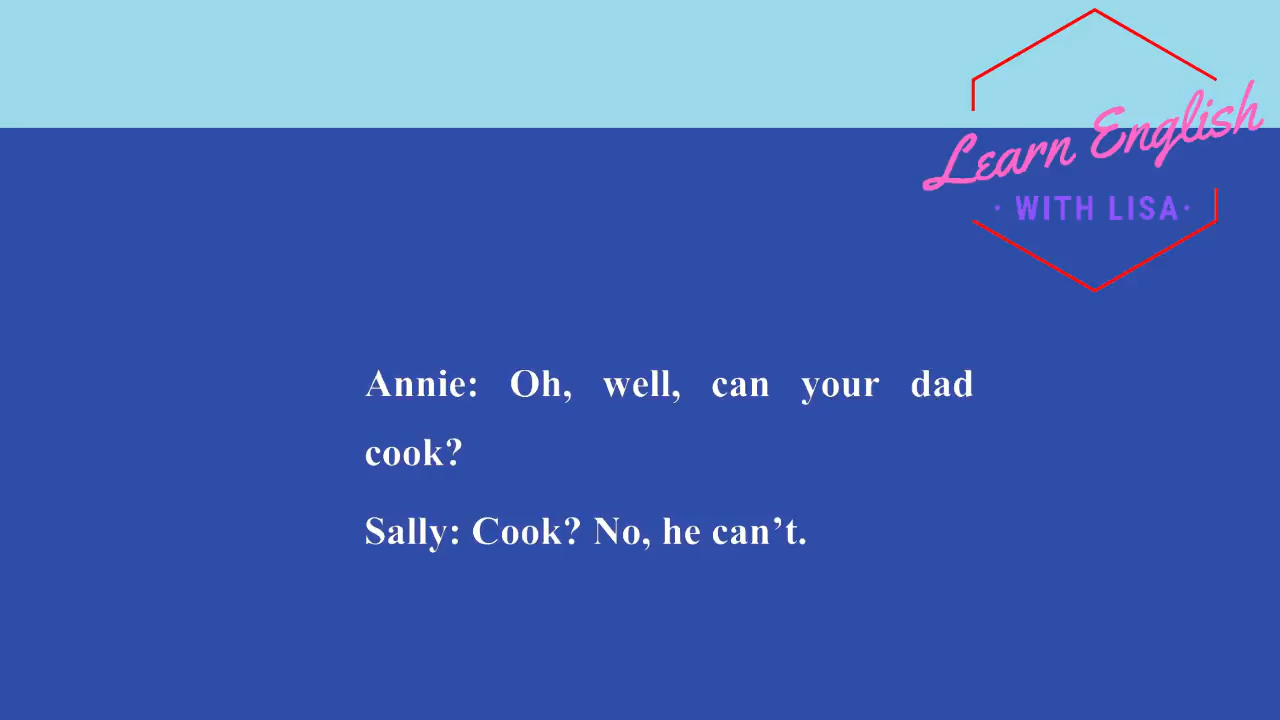 Learn English
· WITH LISA·
Annie: Oh, well, can your dad
cook?
Sally: Cook? No, he can’t.